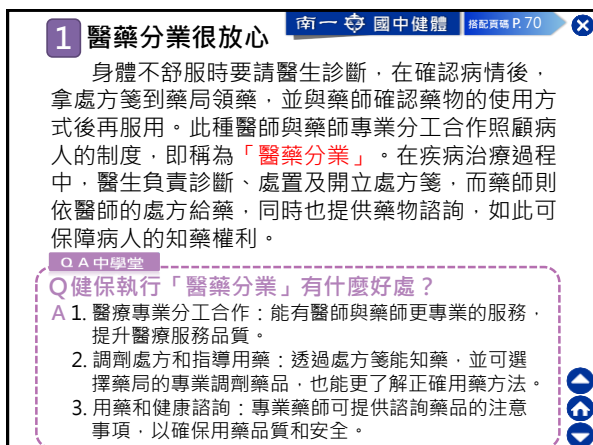 南一 國中健體 搭配頁碼 P.70
1 醫藥分業很放心
身體不舒服時要請醫生診斷，在確認病情後，
拿處方箋到藥局領藥，並與藥師確認藥物的使用方
式後再服用。此種醫師與藥師專業分工合作照顧病
人的制度，即稱為「醫藥分業」。在疾病治療過程
中，醫生負責診斷、處置及開立處方箋，而藥師則
依醫師的處方給藥，同時也提供藥物諮詢，如此可
保障病人的知藥權利。
ＱＡ中學堂
Q健保執行「醫藥分業」有什麼好處？
A 1. 醫療專業分工合作：能有醫師與藥師更專業的服務，
提升醫療服務品質。
2. 調劑處方和指導用藥：透過處方箋能知藥，並可選
擇藥局的專業調劑藥品，也能更了解正確用藥方法。
3. 用藥和健康諮詢：專業藥師可提供諮詢藥品的注意
事項，以確保用藥品質和安全。